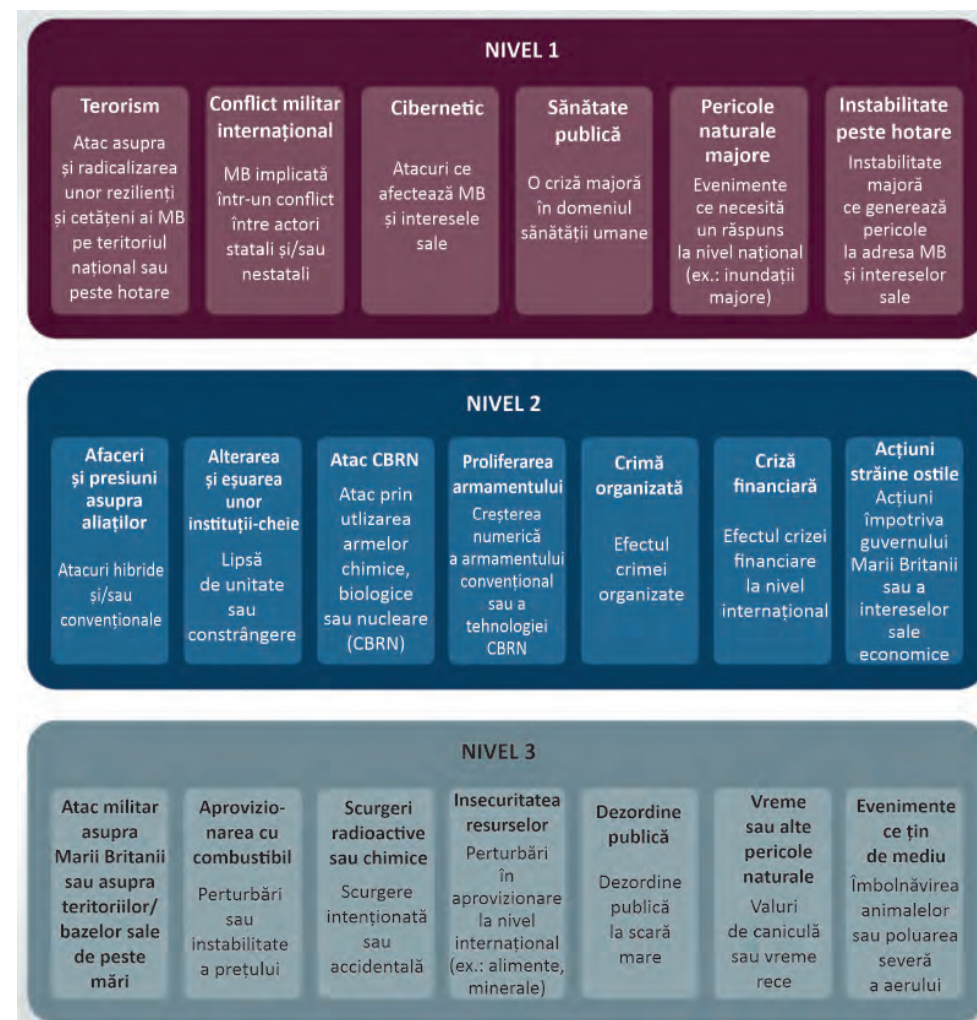 NIVEL 1
Terorism
Atac asupra
și radicalizarea
unor rezilienți
și cetățeni ai MB
pe teritoriul
național sau
peste hotare
Conflict militar
internațional
MB implicată
într-un conflict
între actori
statali și/sau
nestatali
Cibernetic
Atacuri ce
afectează MB
și interesele
sale
Sănătate
publică
O criză majoră
în domeniul
sănătății umane
Pericole
naturale
majore
Evenimente
ce necesită
un răspuns
la nivel național
(ex.: inundații
majore)
Instabilitate
peste hotare
Instabilitate
majoră
ce generează
pericole
la adresa MB
și intereselor
sale
NIVEL 2
Afaceri
și presiuni
asupra
aliaților
Atacuri hibride
și/sau
convenționale
Alterarea
și eșuarea
unor
instituții-cheie
Lipsă
de unitate
sau
constrângere
Atac CBRN
Atac prin
utlizarea
armelor
chimice,
biologice
sau nucleare
(CBRN)
Proliferarea
armamentului
Creșterea
numerică
a armamentului
convențional
sau a
tehnologiei
CBRN
Crimă
organizată
Efectul
crimei
organizate
Criză
financiară
Efectul crizei
financiare
la nivel
internațional
Acțiuni
străine ostile
Acțiuni
împotriva
guvernului
Marii Britanii
sau a
intereselor
sale
economice
NIVEL 3
Atac militar
asupra
Marii Britanii
sau asupra
teritoriilor/
bazelor sale
de peste
mări
Aprovizio-
narea cu
combustibil
Perturbări
sau
instabilitate
a prețului
Scurgeri
radioactive
sau chimice
Scurgere
intenționată
sau
accidentală
Insecuritatea
resurselor
Perturbări
în
aprovizionare
la nivel
internațional
(ex.: alimente,
minerale)
Dezordine
publică
Dezordine
publică
la scară
mare
Vreme
sau alte
pericole
naturale
Valuri
de caniculă
sau vreme
rece
Evenimente
ce țin
de mediu
Îmbolnăvirea
animalelor
sau poluarea
severă
a aerului